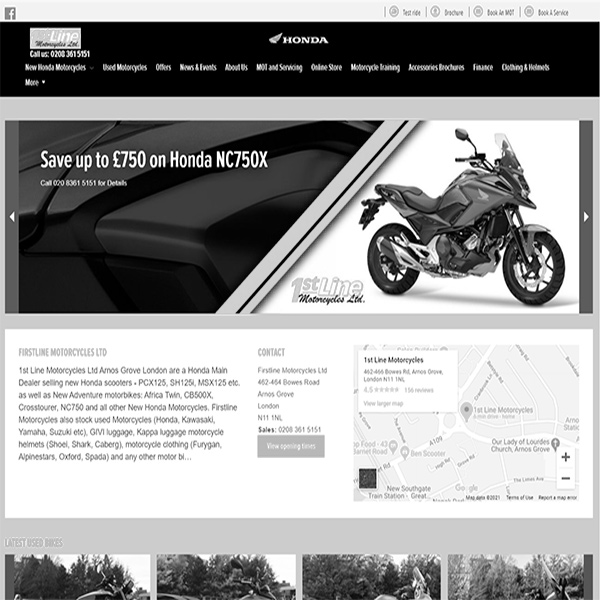 Test ride
Brochure
Book An MOT
Book A Service
1st Line
Motorcycles Ltd.
HONDA
Call us: 0208 361 5151
New Honda Motorcycles
Used Motorcycles
Offers
News & Events
About Us
MOT and Servicing
Online Store
Motorcycle Training
Accessories Brochures
Finance
Clothing & Helmets
More
Save up to £750 on Honda NC750X
Call 020 8361 5151 for Details
1st Line
Motorcycles Ltd.
FIRSTLINE MOTORCYCLES LTD
1st Line Motorcycles Ltd Arnos Grove London are a Honda Main
Dealer selling new Honda scooters - PCX125, SH125i, MSX125 etc.
as well as New Adventure motorbikes: Africa Twin, CB500X,
Crosstourer, NC750 and all other New Honda Motorcycles. Firstline
Motorcycles also stock used Motorcycles (Honda, Kawasaki,
Yamaha, Suzuki etc), GIVI luggage, Kappa luggage motorcycle
helmets (Shoei, Shark, Caberg), motorcycle clothing (Furygan,
Alpinestars, Oxford, Spada) and any other motor bi...
CONTACT
Firstline Motorcycles Ltd
462-464 Bowes Road
Arnos Grove
London
N11 1NL
Sales: 0208 361 5151
View opening times
1st Line Motorcycles
462-466 Bowes Rd, Arnos Grove,
London N11 1NL
4.5 156 reviews
View larger map
1st Line Motorcycles
Our Lady of Lourdes
Church, Arnos Grove
Ben Scorer
New Southgate
Train Station - Great
High Rd
+
−
Map data ©2021
Terms of Use
Report a map error
LATEST USED BIKES